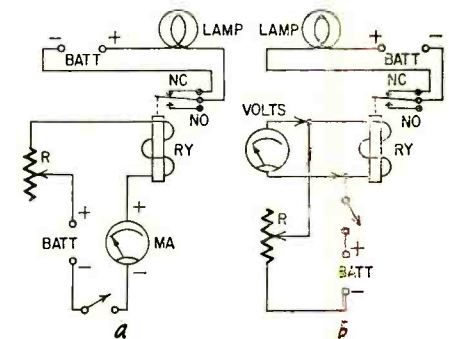 LAMP
- +
BATT
NC
NO
RY
R
+
BATT
-
+
MA
-
a
LAMP
+ -
BATT
NC
NO
VOLTS
RY
R
+
BATT
-
b